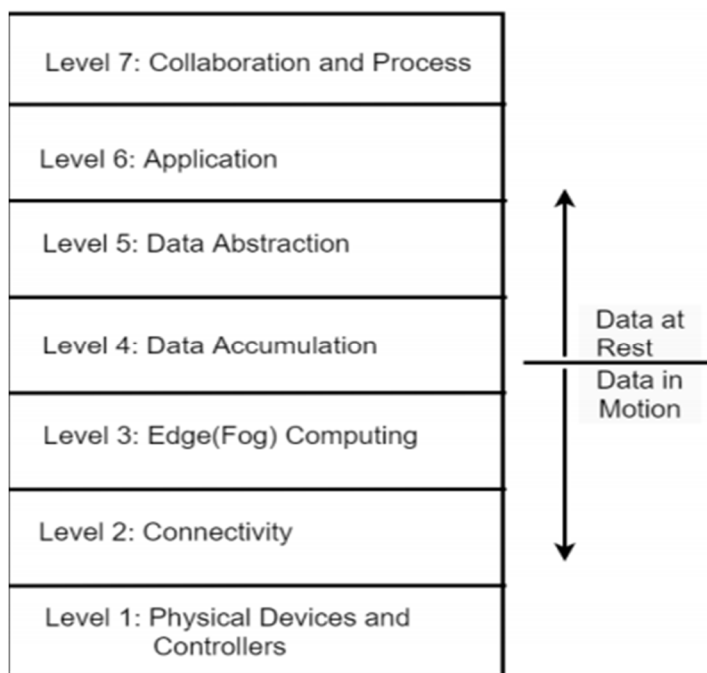 Level 7: Collaboration and Process
Level 6: Application
Level 5: Data Abstraction
Level 4: Data Accumulation
Data at
Rest
Data in
Motion
Level 3: Edge(Fog) Computing
Level 2: Connectivity
Level 1: Physical Devices and
Controllers